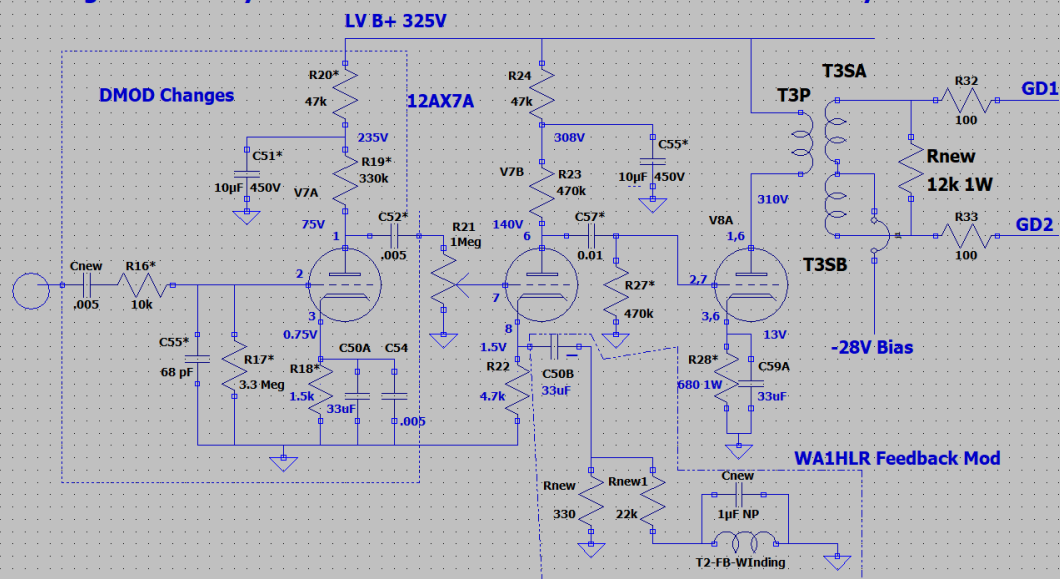 LV B+ 325V
T3SA
R20*
R24
R32
T3P
GD1
DMOD Changes
12AX7A
47k
47k
100
235V
308V
C51*
C55*
Rnew
R19*
V7B
R23
10µF 450V
330k
10µF 450V
470k
12k 1W
V7A
C52*
C57*
310V
R33
GD2
75V
R21
140V
V8A
1
1Meg
6
1,6
.005
0.01
100
Cnew
R16*
T3SB
2
R27*
2,7
.005
10k
7
470k
3
8
3,6
0.75V
13V
C55*
C50A
C54
1.5V
-28V Bias
R17*
R18*
R22
C50B
R28*
C59A
68 pF
3.3 Meg
1.5k
33uF
4.7k
33uF
680 1W
33uF
.005
WA1HLR Feedback Mod
Cnew
Rnew
Rnew1
330
22k
1µF NP
T2-FB-WInding